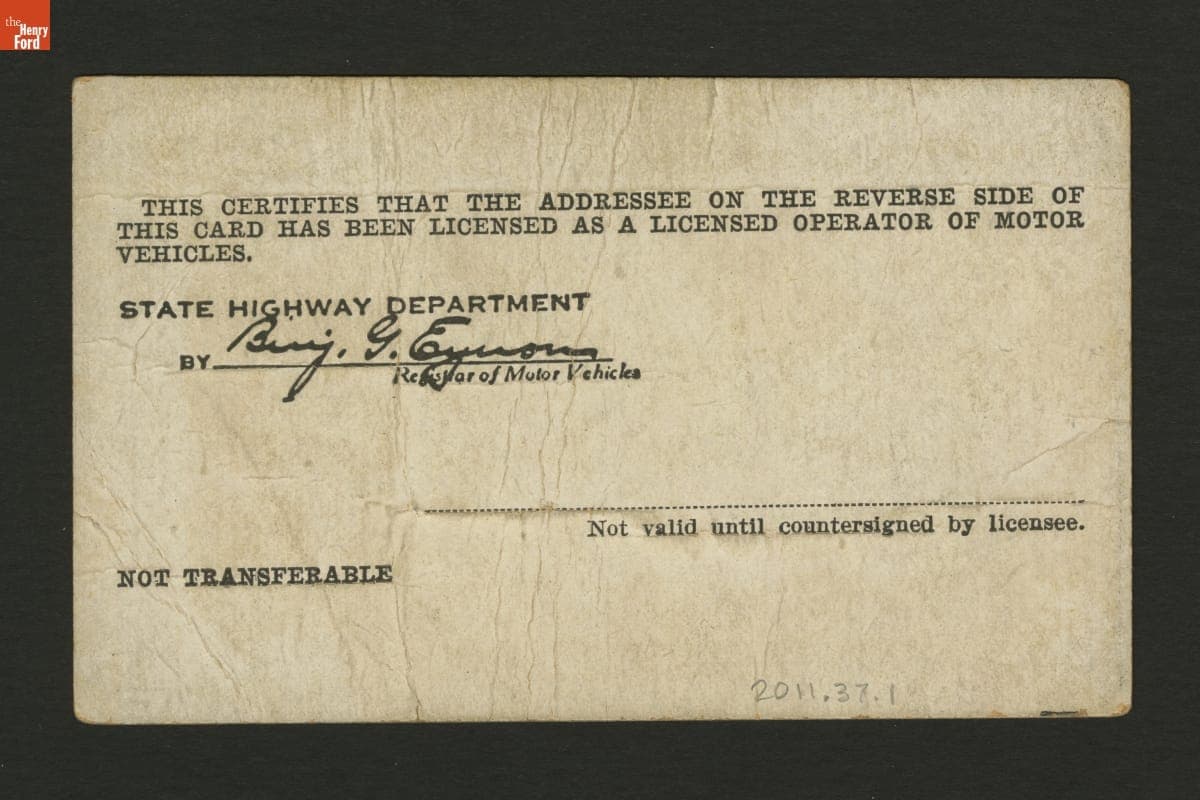 the
Henry
Ford
THIS CERTIFIES THAT THE ADDRESSEE ON THE REVERSE SIDE OF
THIS CARD HAS BEEN LICENSED AS A LICENSED OPERATOR OF MOTOR
VEHICLES.
STATE HIGHWAY DEPARTMENT
BY Benj. G. Eynon
Registrar of Motor Vehicles
Not valid until countersigned by licensee.
NOT TRANSFERABLE
2011.37.1